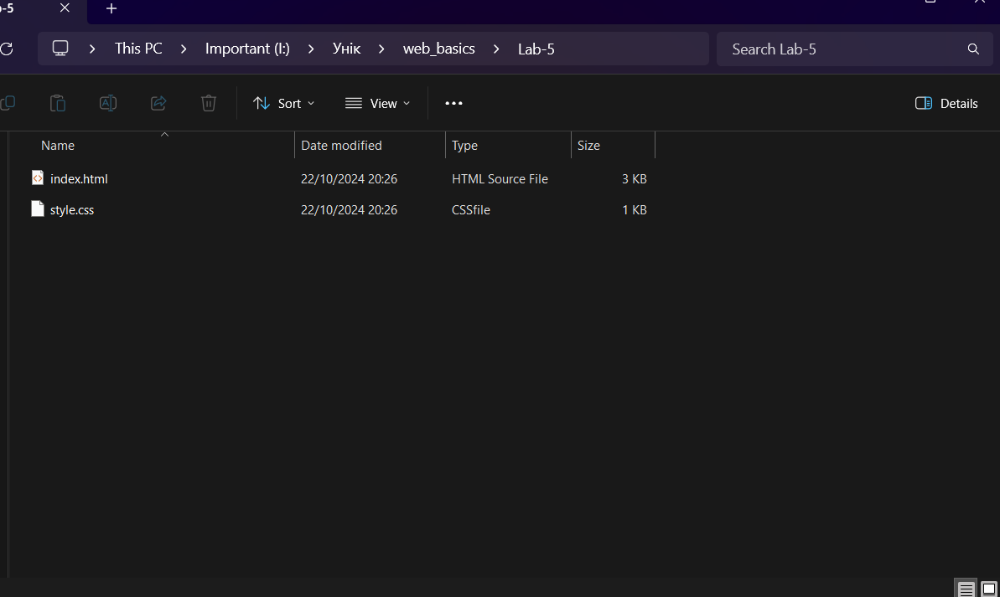 -5
This PC Important (I:) Унік web_basics Lab-5 Search Lab-5
Sort View Details
Name Date modified Type Size
index.html 22/10/2024 20:26 HTML Source File 3 KB
style.css 22/10/2024 20:26 CSSfile 1 KB